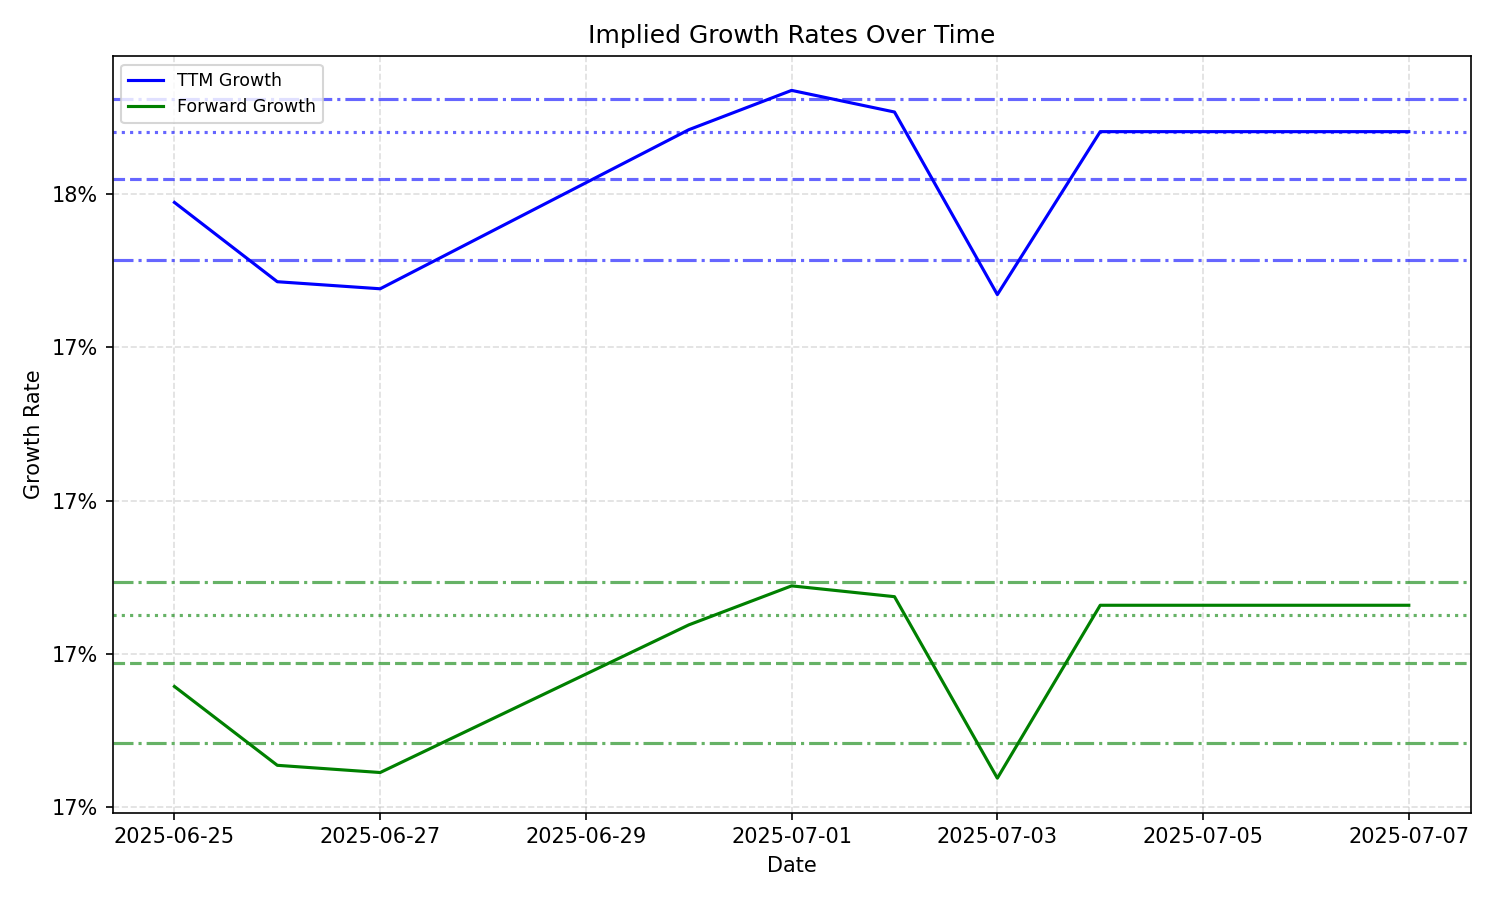 Implied Growth Rates Over Time
TTM Growth
Forward Growth
18%
17%
17%
17%
17%
Growth Rate
2025-06-25
2025-06-27
2025-06-29
2025-07-01
2025-07-03
2025-07-05
2025-07-07
Date